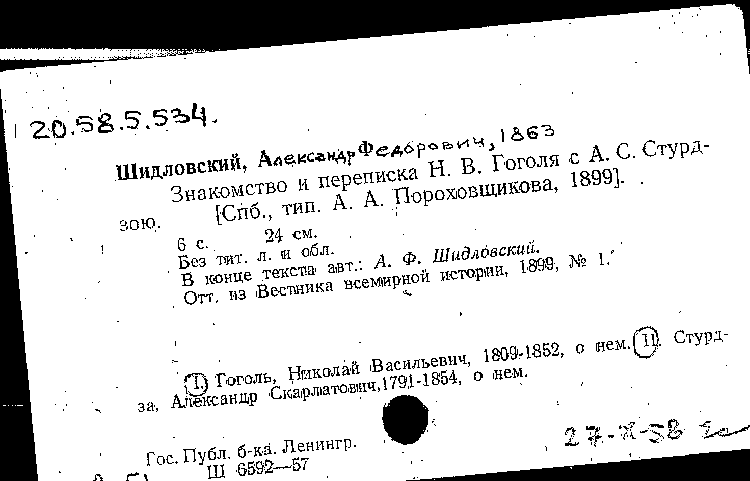 20.58.5.534.
Шидловский, Александр Федорович, 1863
Знакомство и переписка Н. В. Гоголя с А. С. Сturд-
зою. [Спб., тип. А. А. Пороховщикова, 1899].
6 с. 24 см.
Без тит. л. и обл.
В конце текста авт.: А. Ф. Шидловский.
Отт. из Вестника всемирной истории, 1899, № 1.
I. Гоголь, Николай Васильевич, 1809-1852, о нем. II. Стурд-
за, Александр Скарлатович, 1791-1854, о нем.
Гос. Публ. б-ка. Ленингр.
Ш 6592—57
27-X-58